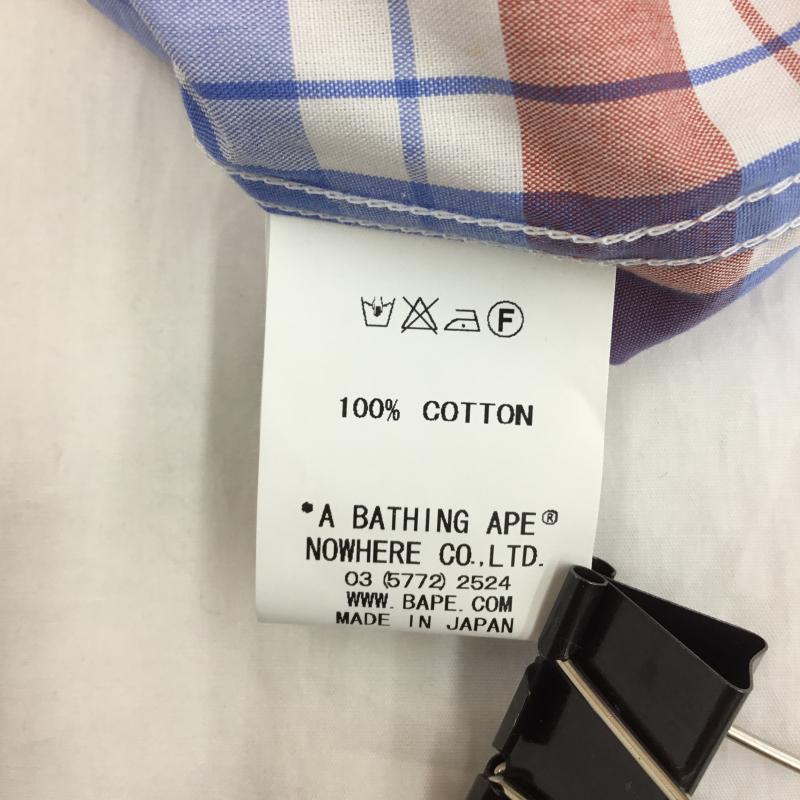 F
100% COTTON
*A BATHING APE®
NOWHERE CO.,LTD.
03 (5772) 2524
WWW. BAPE. COM
MADE IN JAPAN